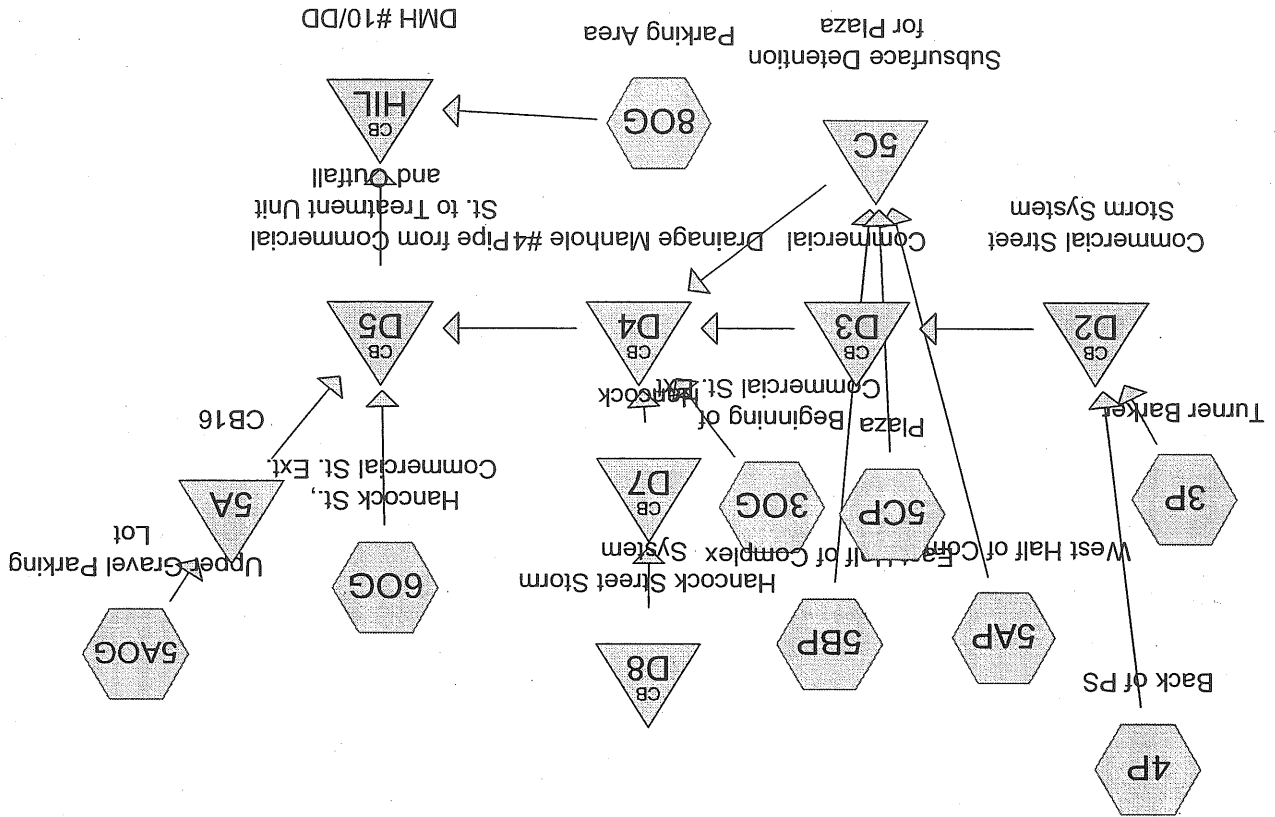 4P
Back of PS
5AP
West Half of Com
5BP
East Half of Complex
CB
D8
Hancock Street Storm
System
6OG
Hancock St.,
Commercial St. Ext.
5AOG
Upper Gravel Parking
Lot
3P
Turner Barker
5CP
Plaza
3OG
Beginning of
Commercial St. Ext.
CB
D7
Hancock
5A
CB16
CB
D2
Commercial Street
Storm System
CB
D3
Commercial
CB
D4
Drainage Manhole #4
CB
D5
Pipe from Commercial
St. to Treatment Unit
and Outfall
5C
Subsurface Detention
for Plaza
8OG
Parking Area
CB
HIL
DMH #10/DD